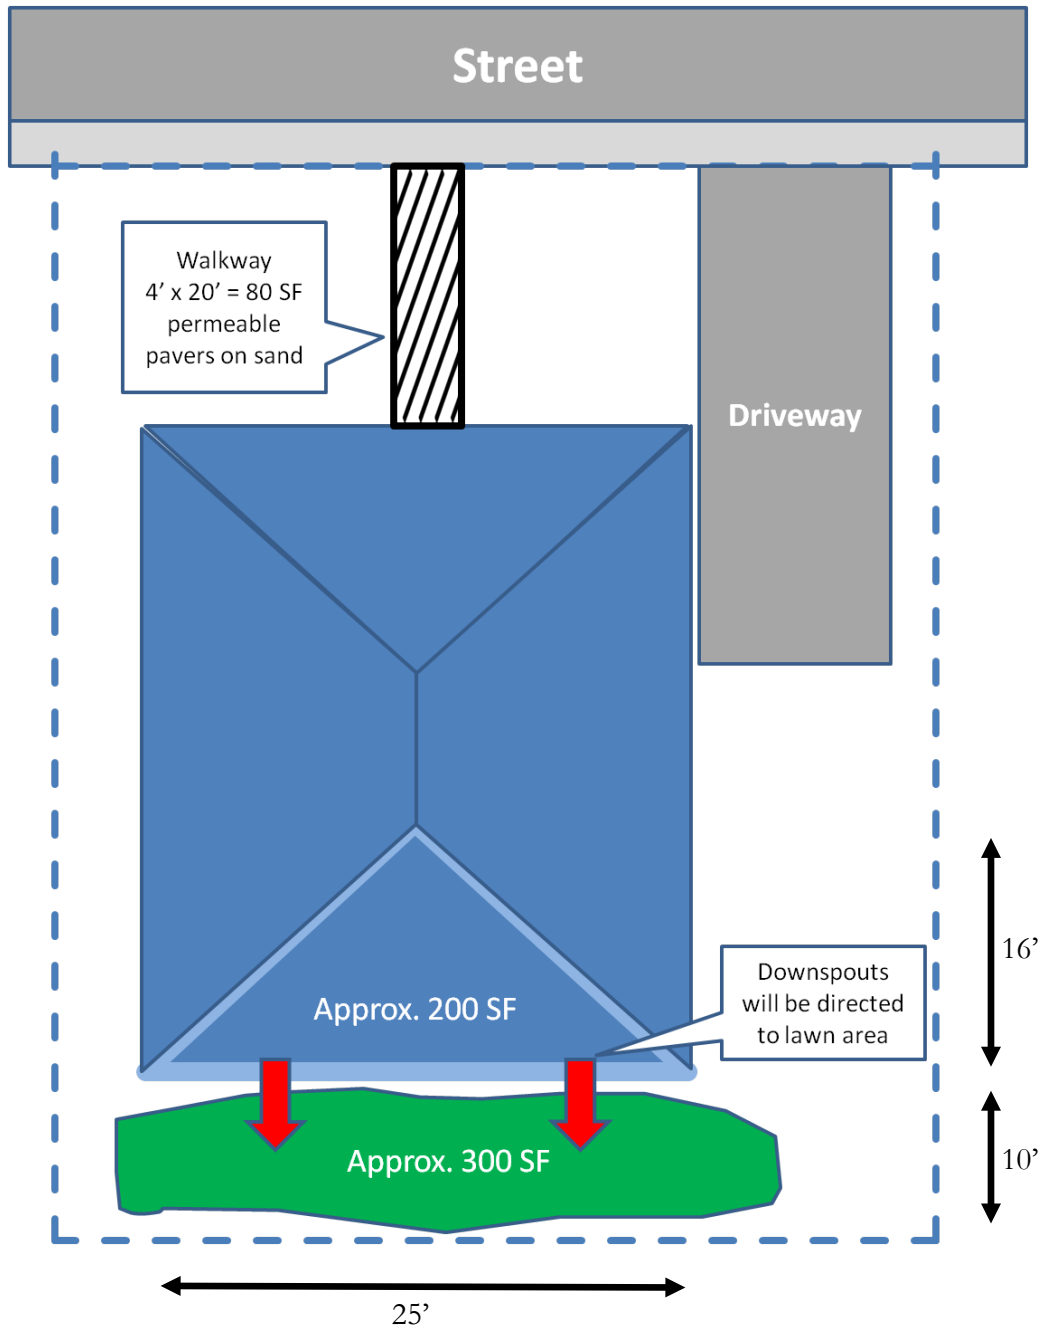 Street
Walkway
4’ x 20’ = 80 SF
permeable
pavers on sand
Driveway
16’
Downspouts
will be directed
to lawn area
Approx. 200 SF
Approx. 300 SF
10’
25’